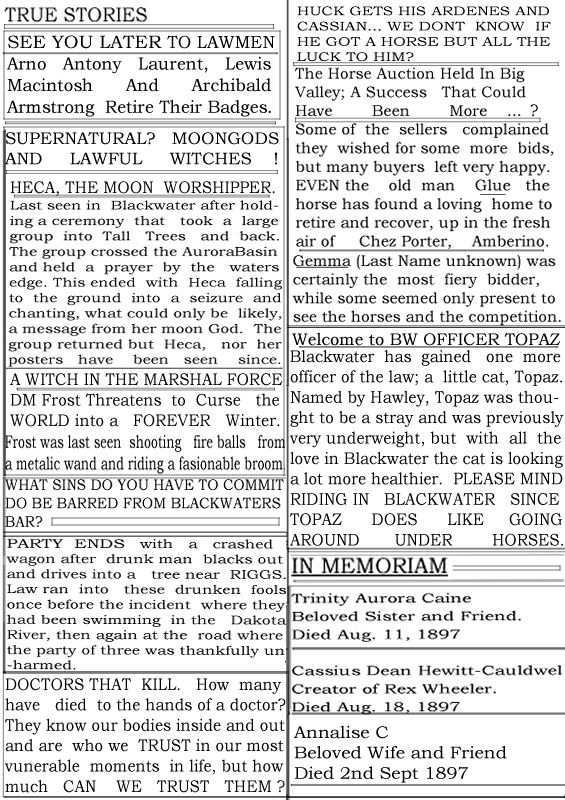 TRUE STORIES
SEE YOU LATER TO LAWMEN
Arno Antony Laurent, Lewis
Macintosh And Archibald
Armstrong Retire Their Badges.
SUPERNATURAL? MOONGODS
AND LAWFUL WITCHES !
HECA, THE MOON WORSHIPPER.
Last seen in Blackwater after hold-
ing a ceremony that took a large
group into Tall Trees and back.
The group crossed the AuroraBasin
and held a prayer by the waters
edge. This ended with Heca falling
to the ground into a seizure and
chanting, what could only be likely,
a message from her moon God. The
group returned but Heca, nor her
posters have been seen since.
A WITCH IN THE MARSHAL FORCE
DM Frost Threatens to Curse the
WORLD into a FOREVER Winter.
Frost was last seen shooting fire balls from
a metalic wand and riding a fasionable broom
WHAT SINS DO YOU HAVE TO COMMIT
DO BE BARRED FROM BLACKWATERS
BAR?
PARTY ENDS with a crashed
wagon after drunk man blacks out
and drives into a tree near RIGGS.
Law ran into these drunken fools
once before the incident where they
had been swimming in the Dakota
River, then again at the road where
the party of three was thankfully un
-harmed.
DOCTORS THAT KILL. How many
have died to the hands of a doctor?
They know our bodies inside and out
and are who we TRUST in our most
vunerable moments in life, but how
much CAN WE TRUST THEM ?
HUCK GETS HIS ARDENES AND
CASSIAN... WE DONT KNOW IF
HE GOT A HORSE BUT ALL THE
LUCK TO HIM?
The Horse Auction Held In Big
Valley; A Success That Could
Have Been More ... ?
Some of the sellers complained
they wished for some more bids,
but many buyers left very happy.
EVEN the old man Glue the
horse has found a loving home to
retire and recover, up in the fresh
air of Chez Porter, Amberino.
Gemma (Last Name unknown) was
certainly the most fiery bidder,
while some seemed only present to
see the horses and the competition.
Welcome to BW OFFICER TOPAZ
Blackwater has gained one more
officer of the law; a little cat, Topaz.
Named by Hawley, Topaz was thou-
ght to be a stray and was previously
very underweight, but with all the
love in Blackwater the cat is looking
a lot more healthier. PLEASE MIND
RIDING IN BLACKWATER SINCE
TOPAZ DOES LIKE GOING
AROUND UNDER HORSES.
IN MEMORIAM
Trinity Aurora Caine
Beloved Sister and Friend.
Died Aug. 11, 1897
Cassius Dean Hewitt-Cauldwel
Creator of Rex Wheeler.
Died Aug. 18, 1897
Annalise C
Beloved Wife and Friend
Died 2nd Sept 1897